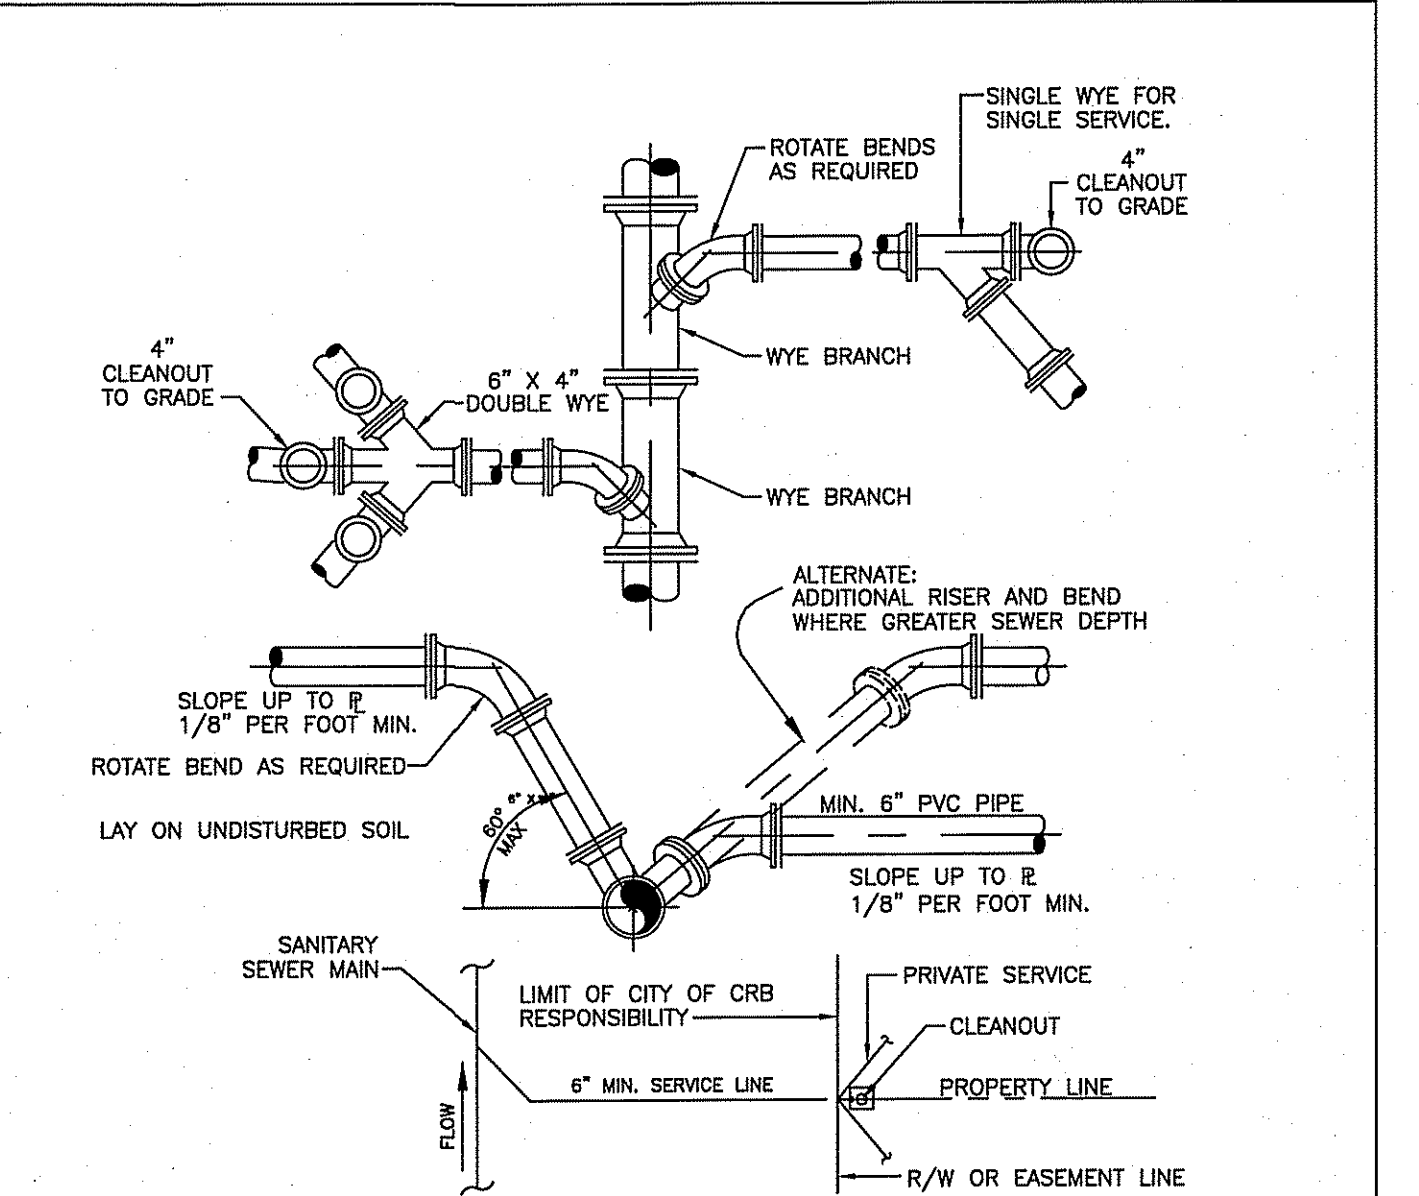 SINGLE WYE FOR
SINGLE SERVICE.
ROTATE BENDS
AS REQUIRED
4"
CLEANOUT
TO GRADE
WYE BRANCH
4"
CLEANOUT
TO GRADE
6" X 4"
DOUBLE WYE
WYE BRANCH
ALTERNATE:
ADDITIONAL RISER AND BEND
WHERE GREATER SEWER DEPTH
SLOPE UP TO ℄
1/8" PER FOOT MIN.
ROTATE BEND AS REQUIRED
LAY ON UNDISTURBED SOIL
60°
MAX
6" X
MIN. 6" PVC PIPE
SLOPE UP TO ℄
1/8" PER FOOT MIN.
SANITARY
SEWER MAIN
LIMIT OF CITY OF CRB
RESPONSIBILITY
PRIVATE SERVICE
CLEANOUT
6" MIN. SERVICE LINE
PROPERTY LINE
FLOW
R/W OR EASEMENT LINE